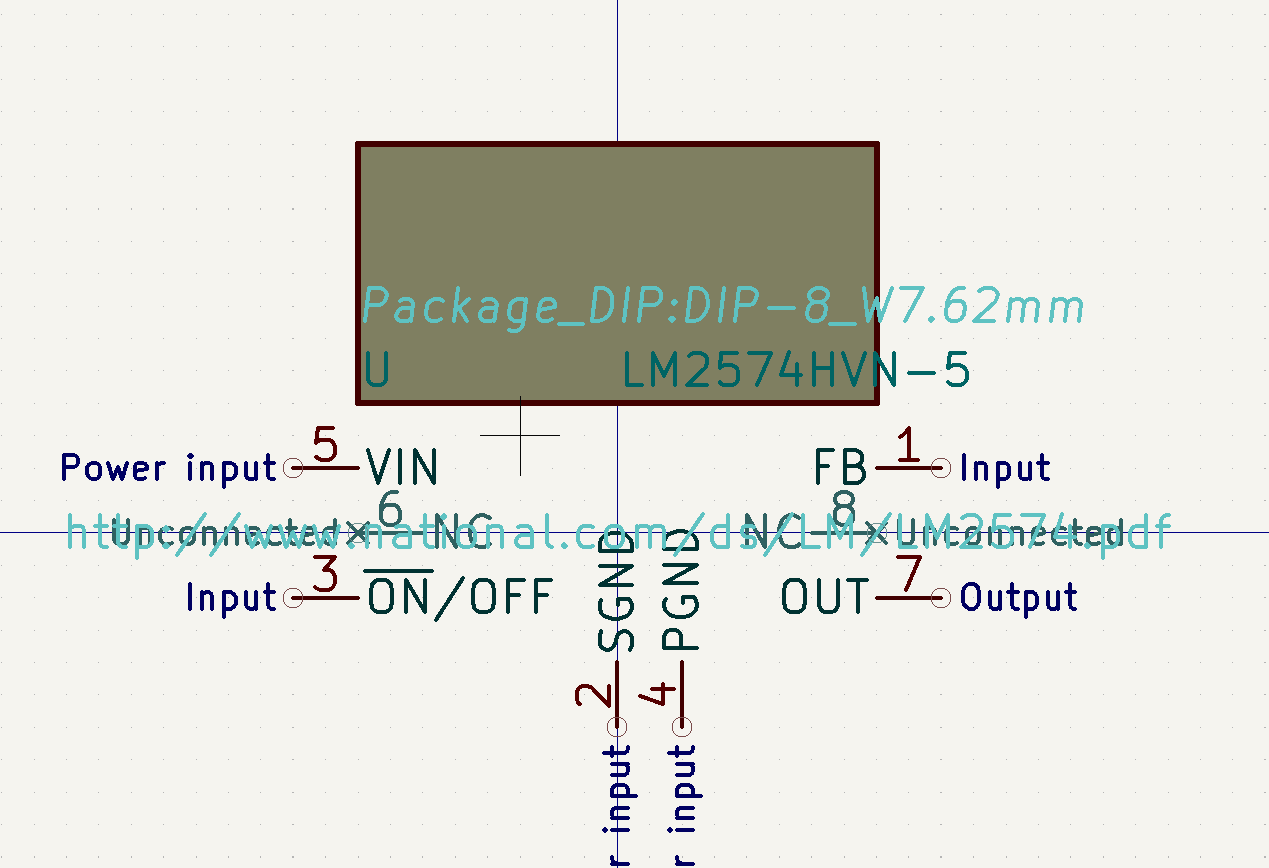 Package_DIP:DIP-8_W7.62mm
U LM2574HVN-5
Power input 5 VIN FB 1 Input
Unconnected 6 NC NC 8 Unconnected
http://www.national.com/ds/LM/LM2574.pdf
Input 3 ON/OFF OUT 7 Output
SGND PGND
2 4
r input r input